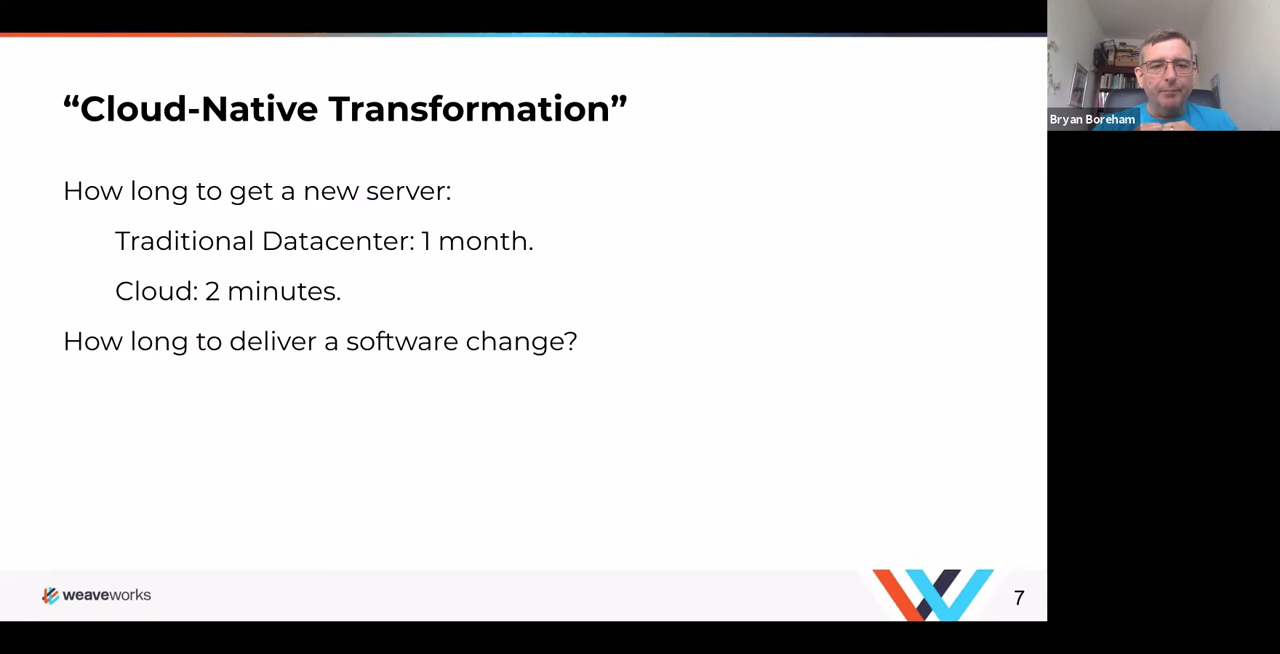 “Cloud-Native Transformation”
How long to get a new server:
Traditional Datacenter: 1 month.
Cloud: 2 minutes.
How long to deliver a software change?
weaveworks
7
Bryan Boreham